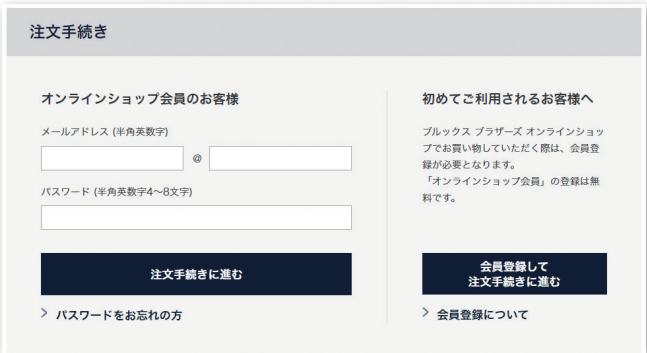 注文手続き
オンラインショップ会員のお客様
メールアドレス (半角英数字)
@
パスワード (半角英数字4〜8文字)
注文手続きに進む
パスワードをお忘れの方
初めてご利用されるお客様へ
ブルックス ブラザーズ オンラインショッ
プでお買い物していただく際は、会員登
録が必要となります。
「オンラインショップ会員」の登録は無
料です。
会員登録して
注文手続きに進む
会員登録について